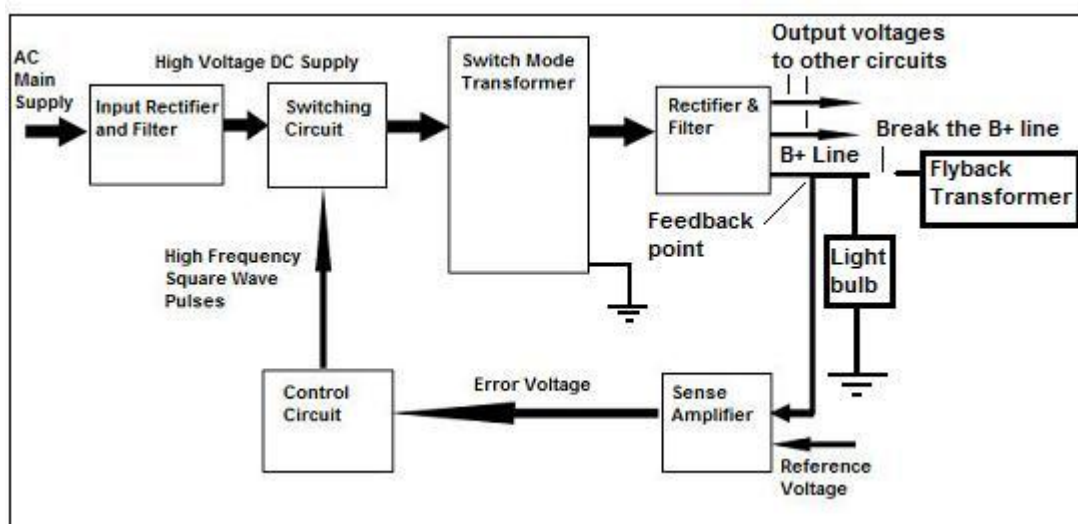 AC
Main
Supply
High Voltage DC Supply
Input Rectifier
and Filter
Switching
Circuit
Switch Mode
Transformer
Rectifier &
Filter
Output voltages
to other circuits
Break the B+ line
B+ Line
Flyback
Transformer
Feedback
point
Light
bulb
High Frequency
Square Wave
Pulses
Control
Circuit
Error Voltage
Sense
Amplifier
Reference
Voltage